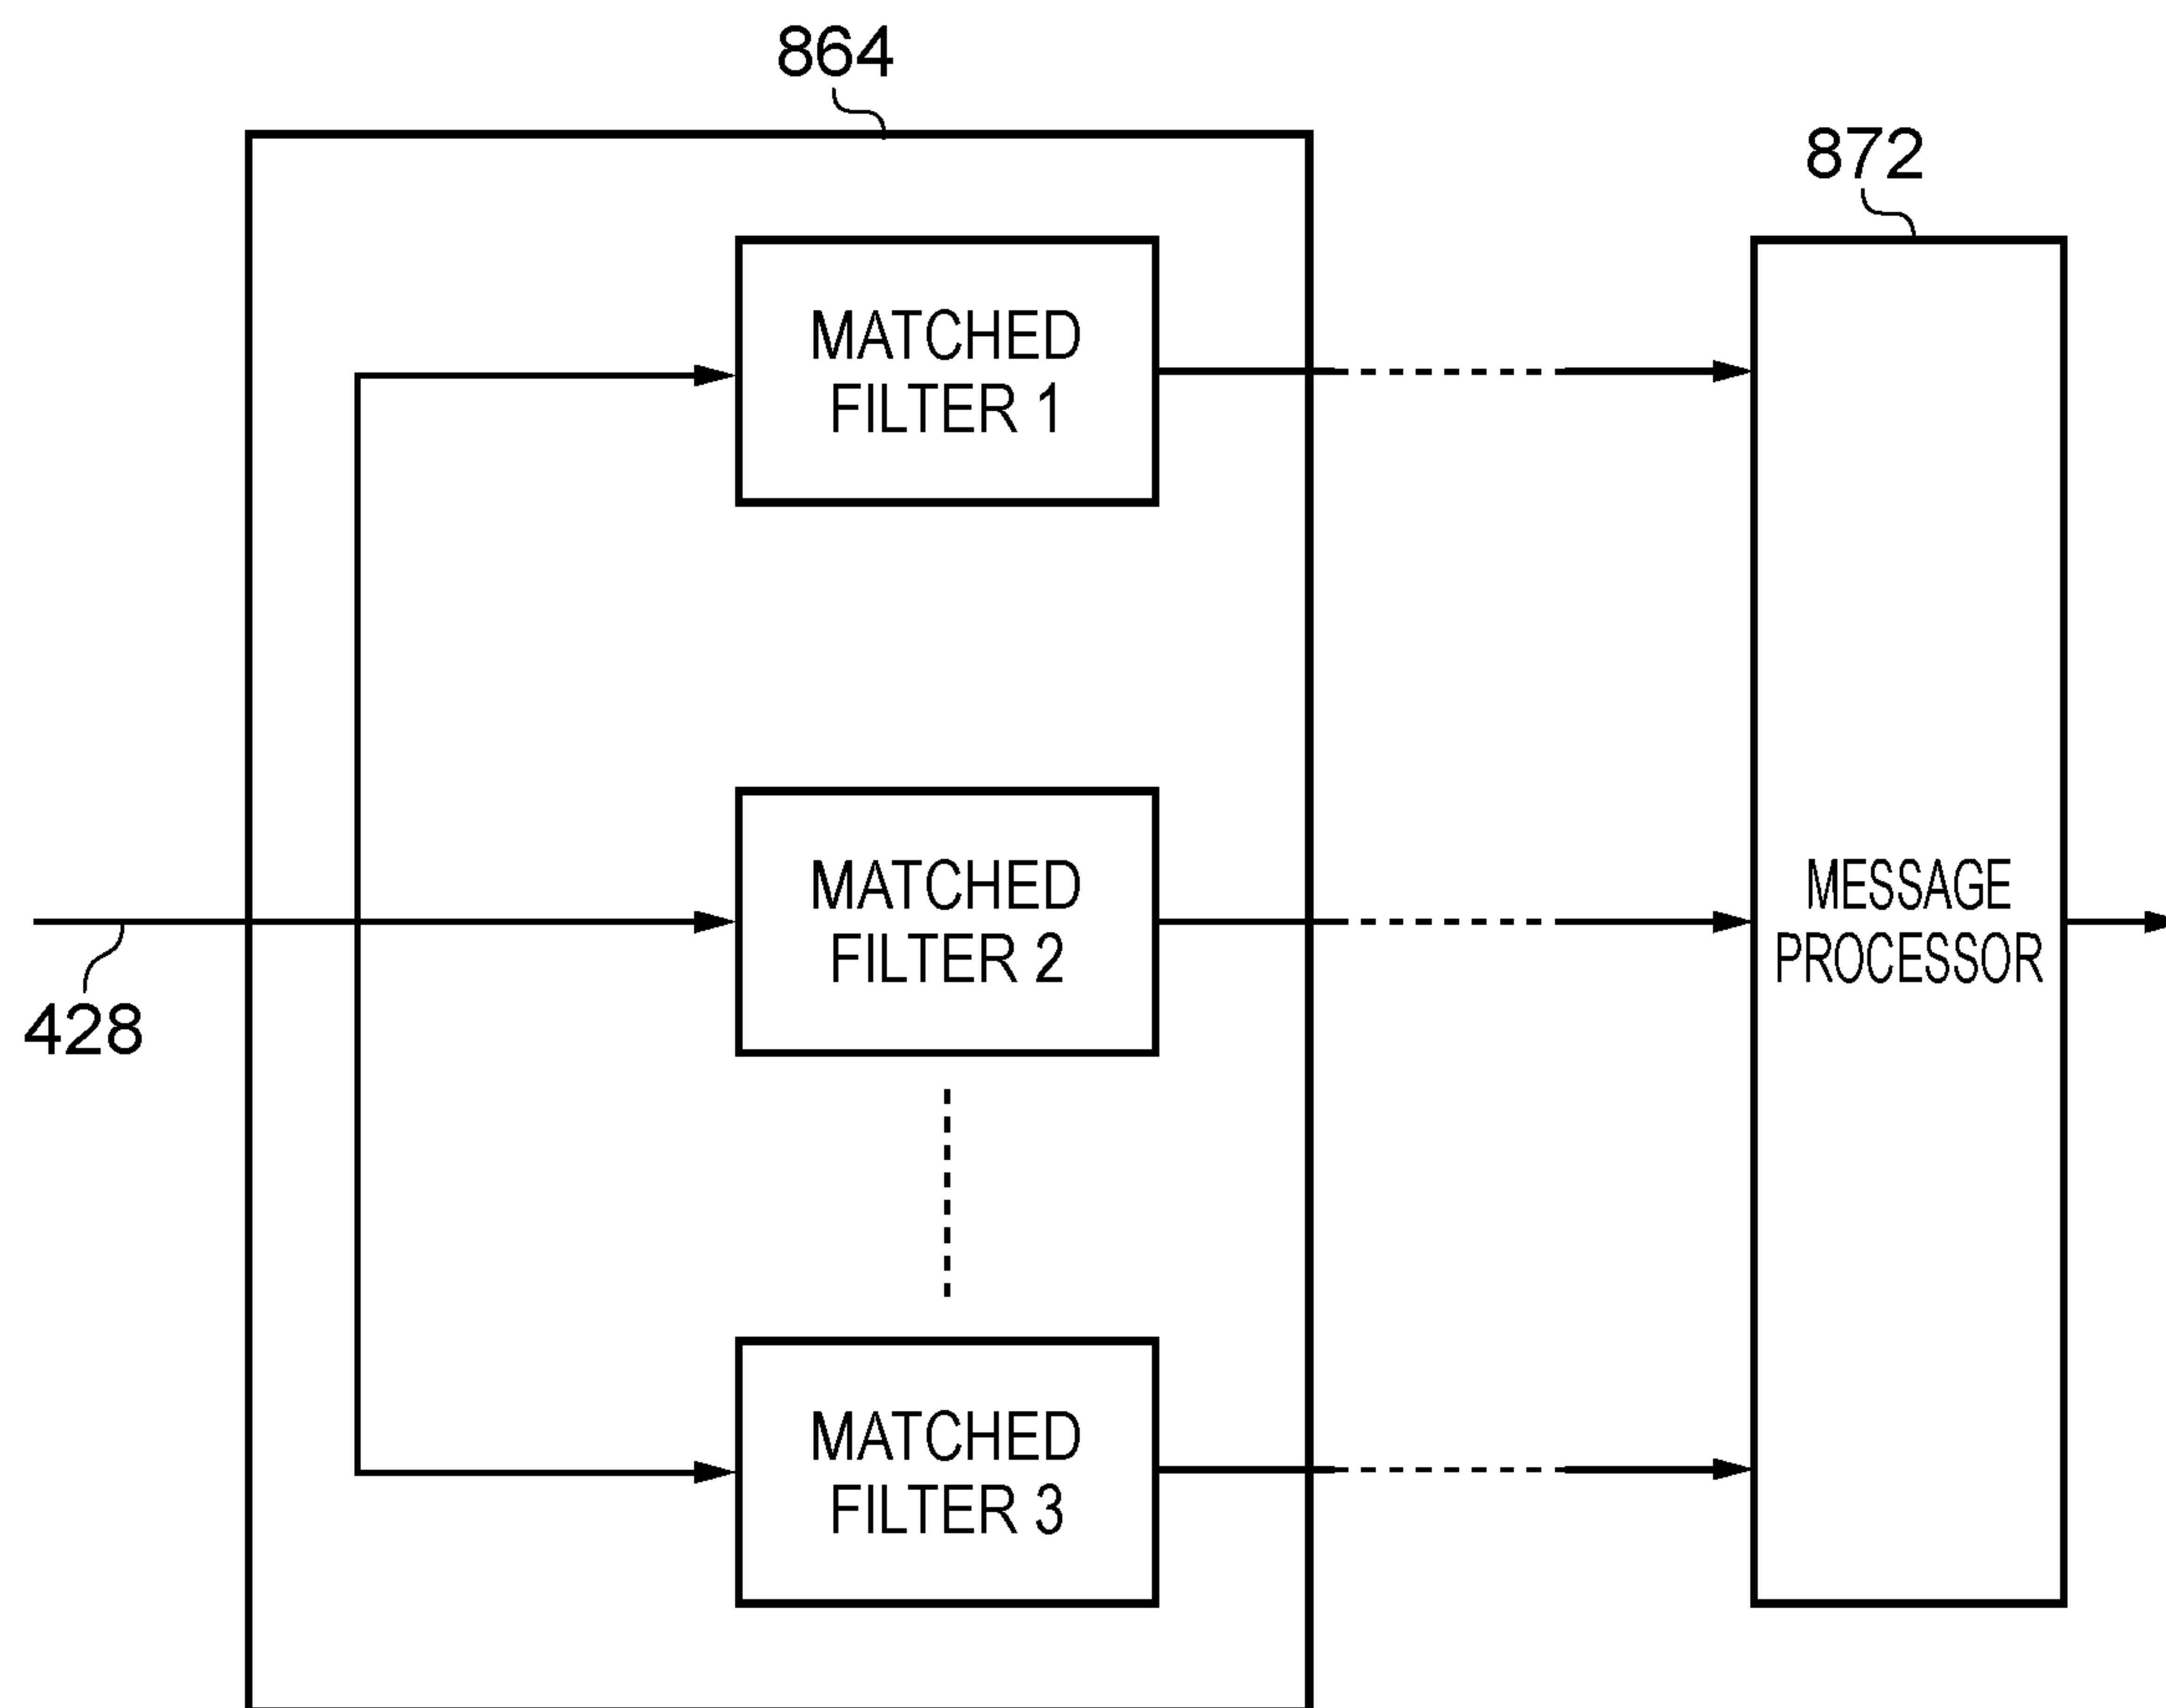 864
872
MATCHED
FILTER 1
MATCHED
FILTER 2
MESSAGE
PROCESSOR
428
MATCHED
FILTER 3